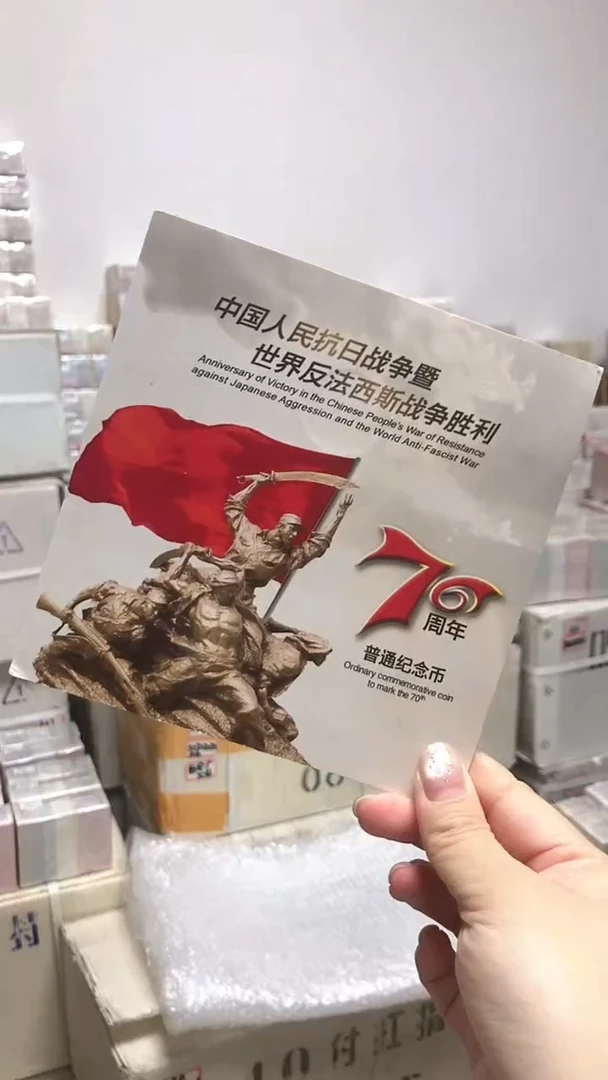 中国人民抗日战争暨
世界反法西斯战争胜利
Anniversary of Victory in the Chinese People's War of Resistance
against Japanese Aggression and the World Anti-Fascist War
70
周年
普通纪念币
Ordinary commemorative coin
to mark the 70th